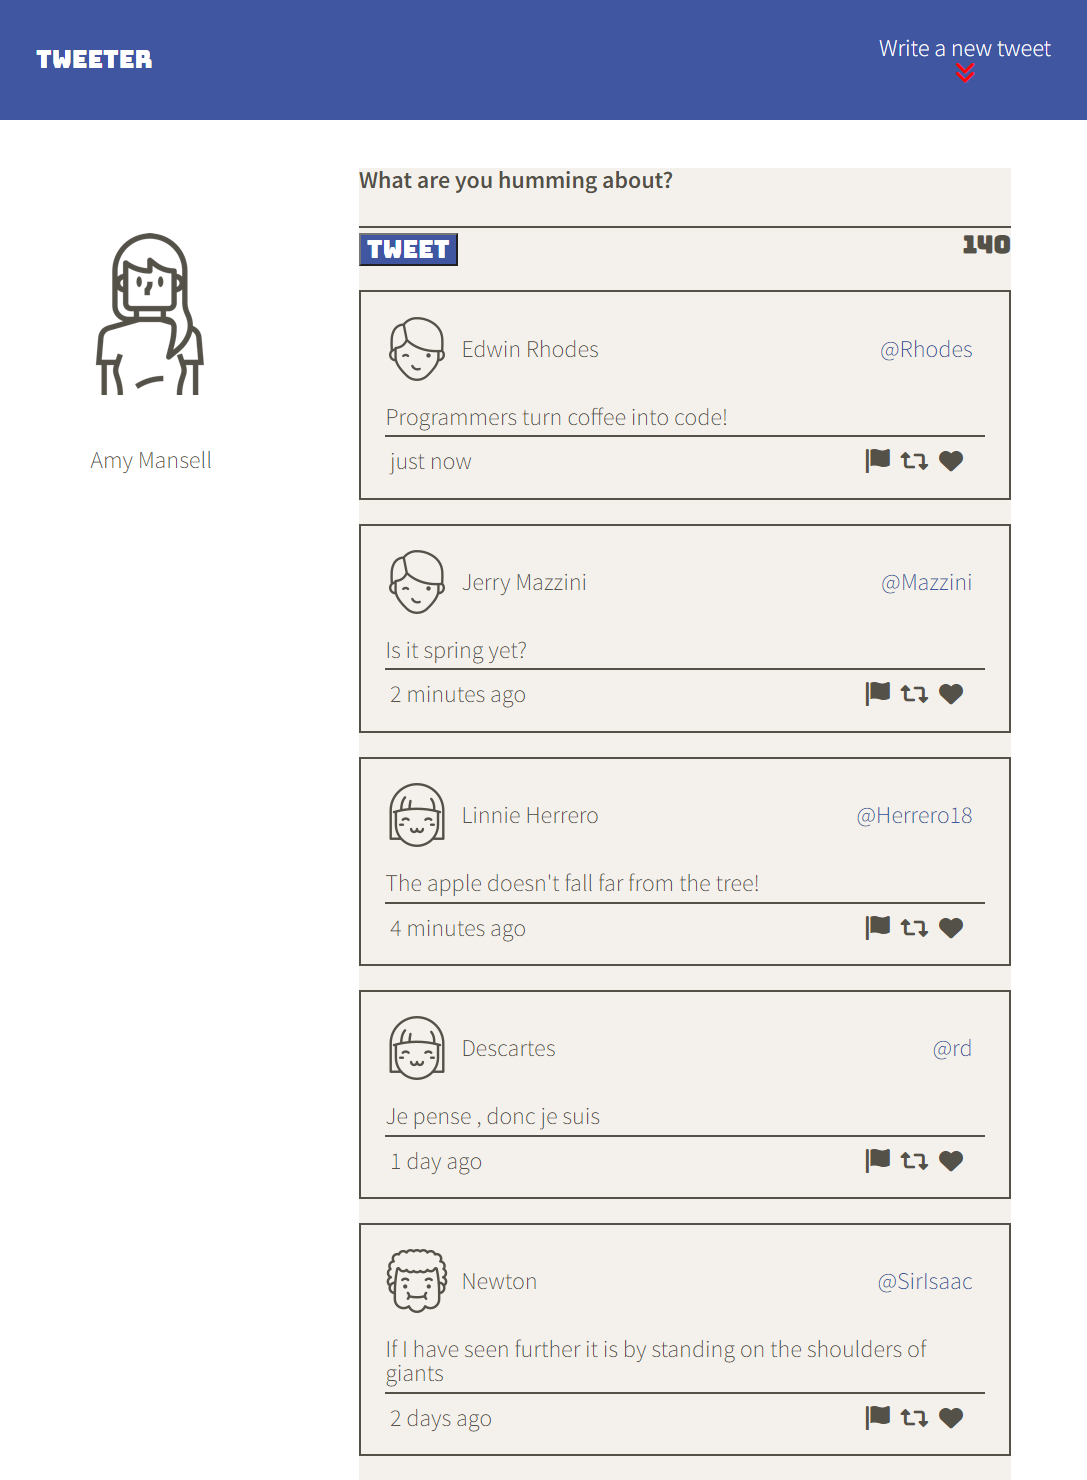 TWEETER
Write a new tweet
What are you humming about?
TWEET
140
Edwin Rhodes
@Rhodes
Programmers turn coffee into code!
just now
Jerry Mazzini
@Mazzini
Is it spring yet?
2 minutes ago
Amy Mansell
Linnie Herrero
@Herrero18
The apple doesn't fall far from the tree!
4 minutes ago
Descartes
@rd
Je pense , donc je suis
1 day ago
Newton
@SirIsaac
If I have seen further it is by standing on the shoulders of
giants
2 days ago